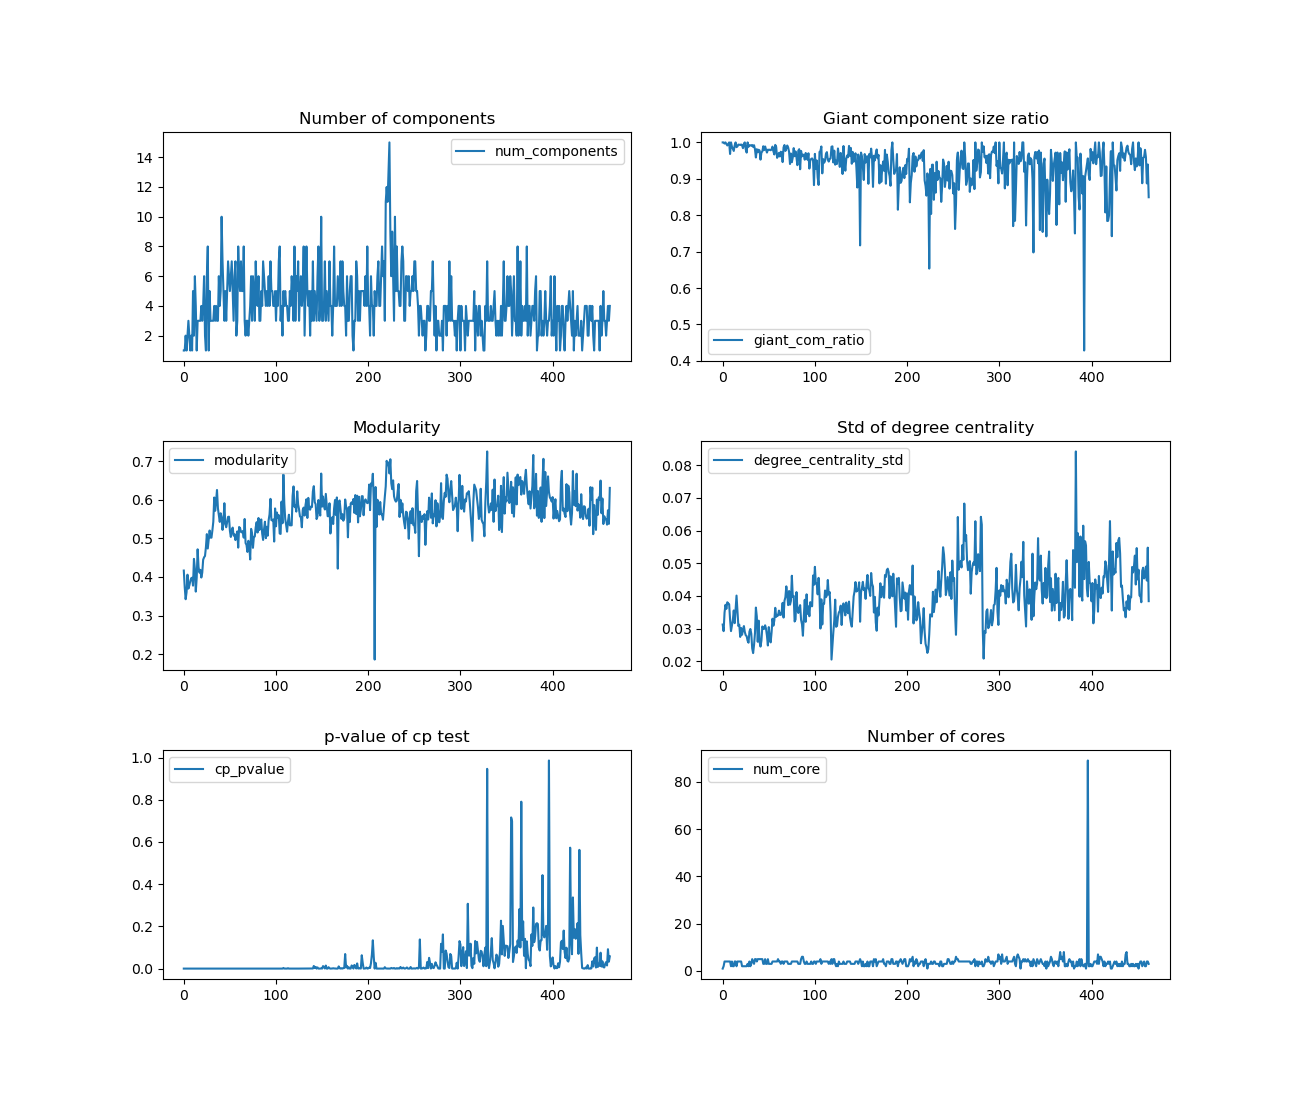 Number of components
14
12
10
8
6
4
2
num_components
0 100 200 300 400
Giant component size ratio
1.0
0.9
0.8
0.7
0.6
0.5
0.4
giant_com_ratio
0 100 200 300 400
Modularity
0.7
0.6
0.5
0.4
0.3
0.2
modularity
0 100 200 300 400
Std of degree centrality
0.08
0.07
0.06
0.05
0.04
0.03
0.02
degree_centrality_std
0 100 200 300 400
p-value of cp test
1.0
0.8
0.6
0.4
0.2
0.0
cp_pvalue
0 100 200 300 400
Number of cores
80
60
40
20
0
num_core
0 100 200 300 400